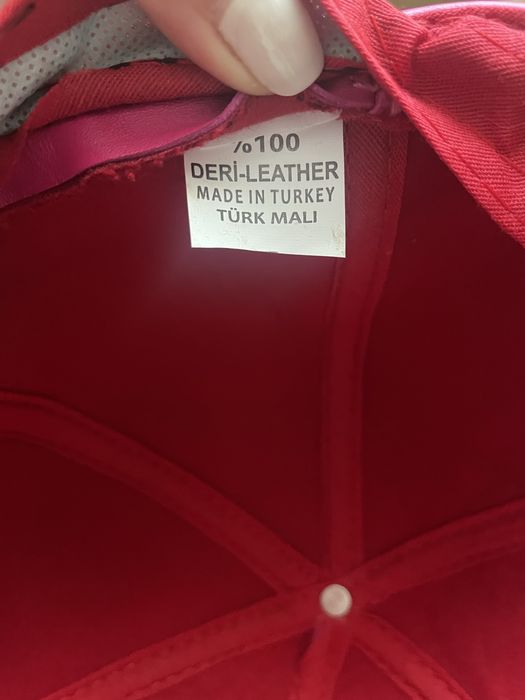 %100
DERİ-LEATHER
MADE IN TURKEY
TÜRK MALI